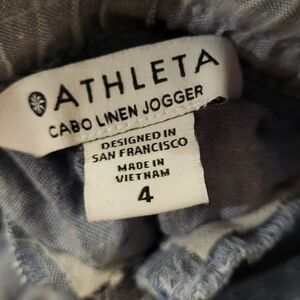 ATHLETA
CABO LINEN JOGGER
DESIGNED IN
SAN FRANCISCO
MADE IN
VIETNAM
4